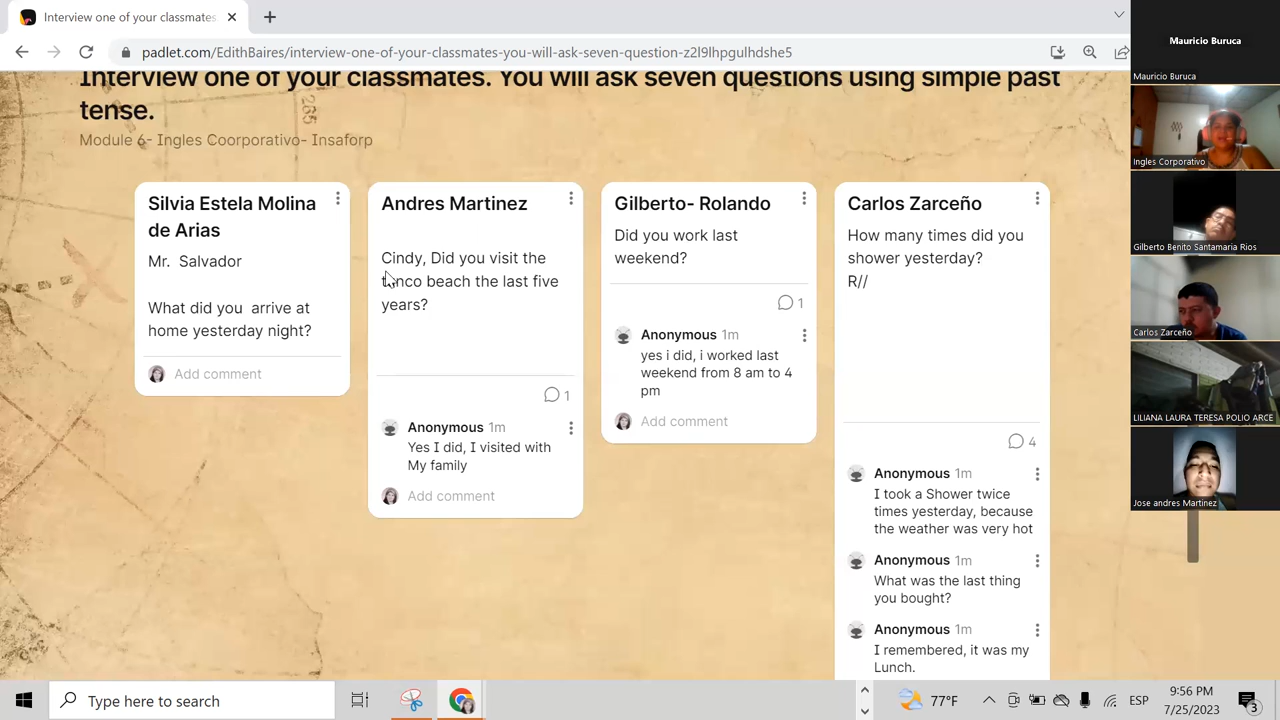 Interview one of your classmates
padlet.com/EdithBaires/interview-one-of-your-classmates-you-will-ask-seven-question-z2l9lhpgulhdshe5
Interview one of your classmates. You will ask seven questions using simple past
tense.
Module 6- Ingles Coorporativo- Insaforp
Silvia Estela Molina
de Arias
Mr. Salvador
What did you arrive at
home yesterday night?
Add comment
Andres Martinez
Cindy, Did you visit the
tunco beach the last five
years?
1
Anonymous 1m
Yes I did, I visited with
My family
Add comment
Gilberto- Rolando
Did you work last
weekend?
1
Anonymous 1m
yes i did, i worked last
weekend from 8 am to 4
pm
Add comment
Carlos Zarceño
How many times did you
shower yesterday?
R//
4
Anonymous 1m
I took a Shower twice
times yesterday, because
the weather was very hot
Anonymous 1m
What was the last thing
you bought?
Anonymous 1m
I remembered, it was my
Lunch.
Mauricio Buruca
Mauricio Buruca
Ingles Corporativo
Gilberto Benito Santamaria Rios
Carlos Zarceño
LILIANA LAURA TERESA POLIO ARCE
Jose andres Martinez
Type here to search
77°F
ESP
9:56 PM
7/25/2023
3